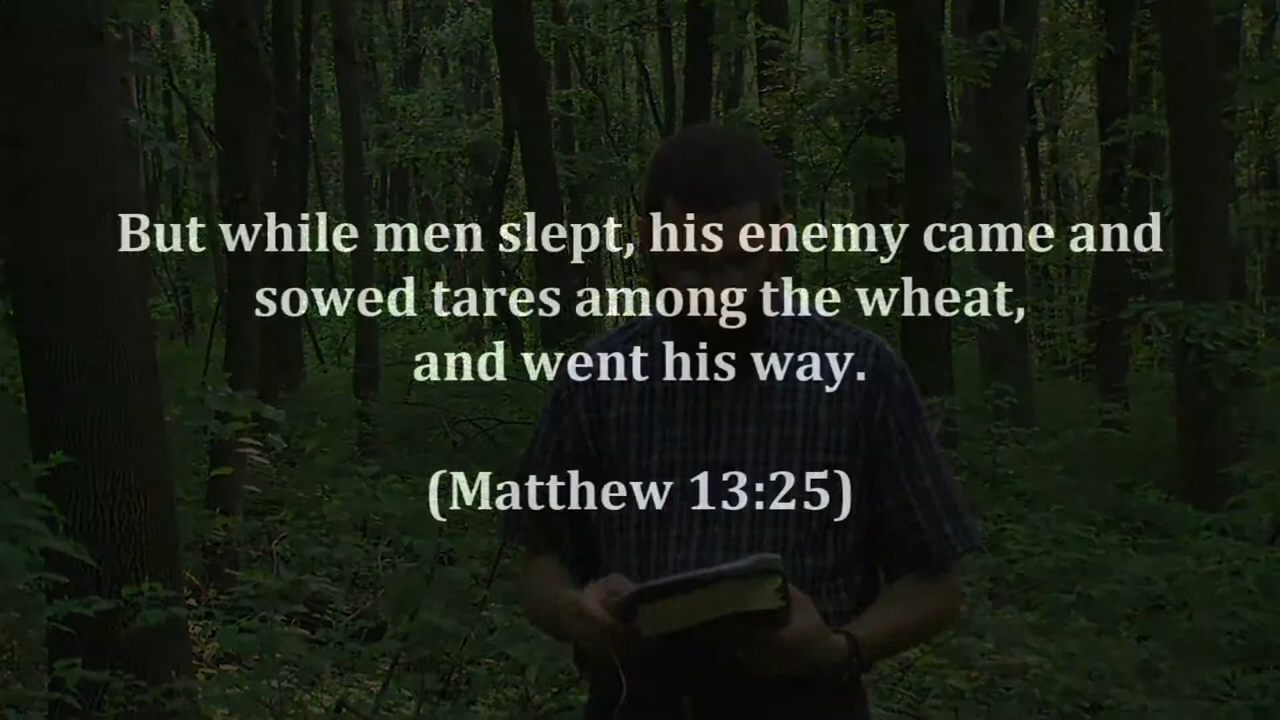 But while men slept, his enemy came and
sowed tares among the wheat,
and went his way.
(Matthew 13:25)